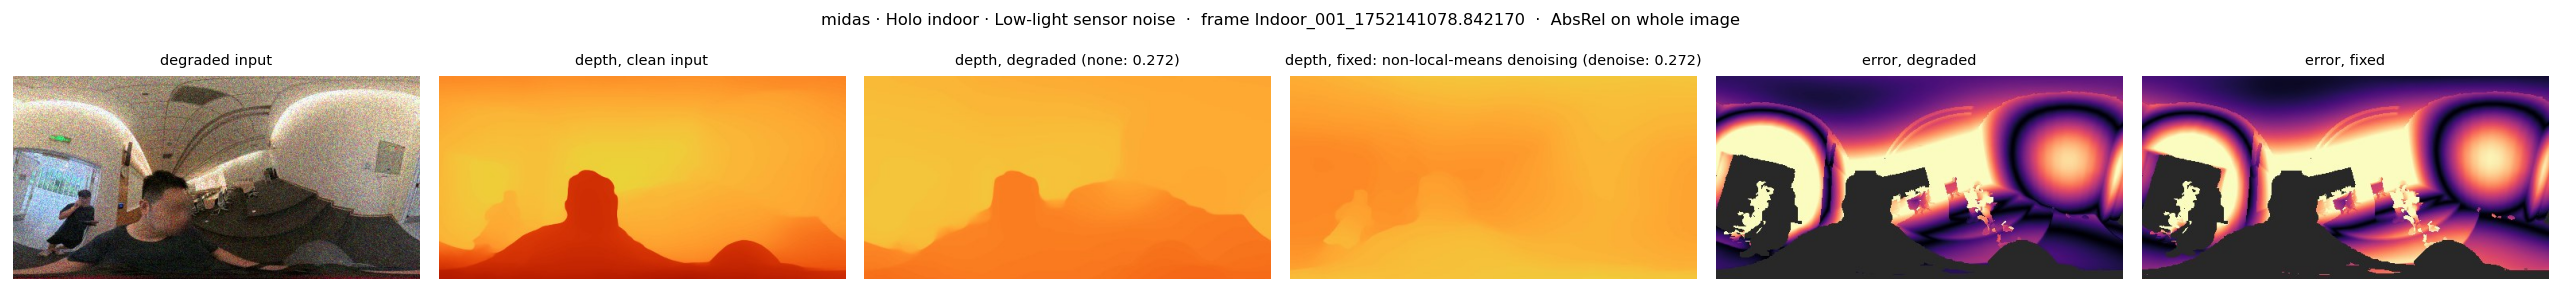 midas · Holo indoor · Low-light sensor noise · frame Indoor_001_1752141078.842170 · AbsRel on whole image
degraded input
depth, clean input
depth, degraded (none: 0.272)
depth, fixed: non-local-means denoising (denoise: 0.272)
error, degraded
error, fixed